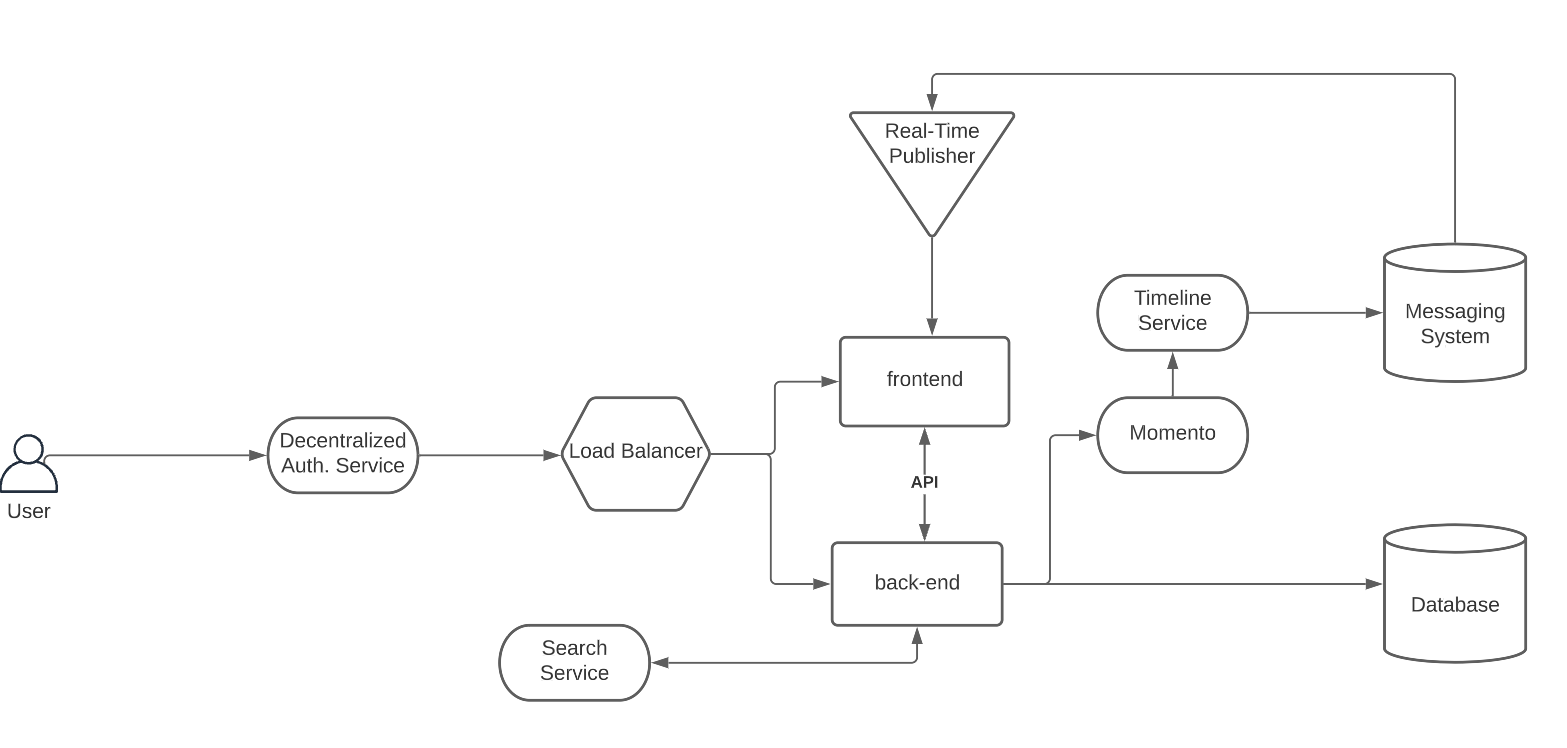 Real-Time
Publisher
Timeline
Service
Messaging
System
frontend
Decentralized
Auth. Service
Load Balancer
Momento
User
API
back-end
Database
Search
Service